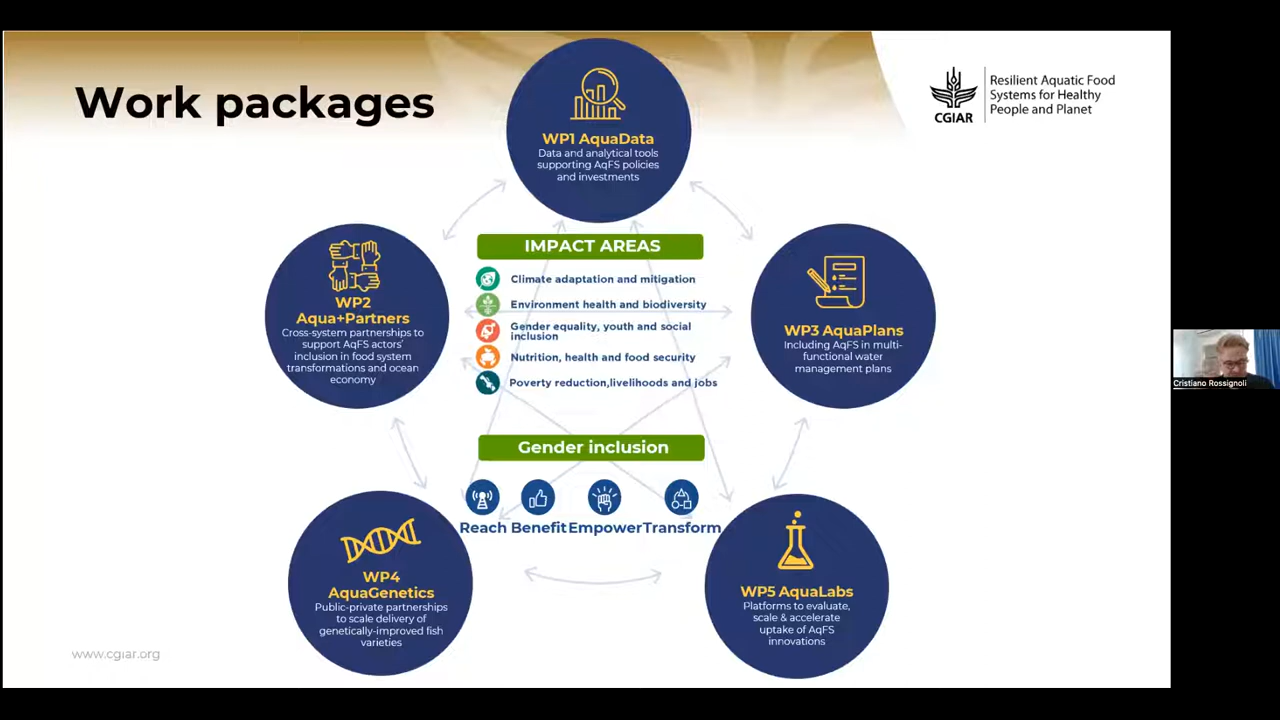 Work packages
CGIAR
Resilient Aquatic Food
Systems for Healthy
People and Planet
WP1 AquaData
Data and analytical tools
supporting AqFS policies
and investments
WP2
Aqua+Partners
Cross-system partnerships to
support AqFS actors'
inclusion in food system
transformations and ocean
economy
IMPACT AREAS
Climate adaptation and mitigation
Environment health and biodiversity
Gender equality, youth and social
inclusion
Nutrition, health and food security
Poverty reduction,livelihoods and jobs
WP3 AquaPlans
Including AqFS in multi-
functional water
management plans
Cristiano Rossignoli
Gender inclusion
Reach Benefit Empower Transform
WP4
AquaGenetics
Public-private partnerships
to scale delivery of
genetically-improved fish
varieties
WP5 AquaLabs
Platforms to evaluate,
scale & accelerate
uptake of AqFS
innovations
www.cgiar.org